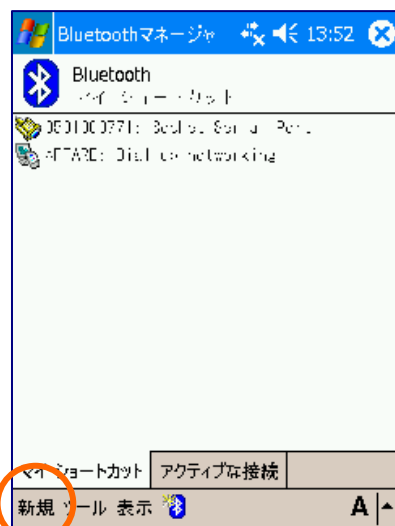 Bluetoothマネージャ 13:52
Bluetooth
マイ ショートカット
Serial Port
Dial-up networking
マイ ショートカット アクティブな接続
新規 ツール 表示 A